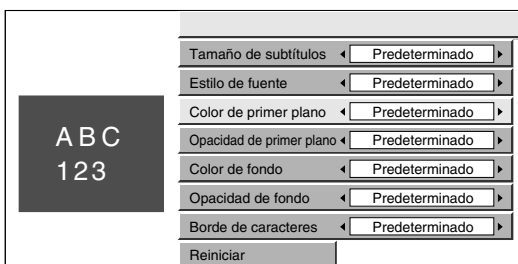 ABC
123
Tamaño de subtítulos Predeterminado
Estilo de fuente Predeterminado
Color de primer plano Predeterminado
Opacidad de primer plano Predeterminado
Color de fondo Predeterminado
Opacidad de fondo Predeterminado
Borde de caracteres Predeterminado
Reiniciar